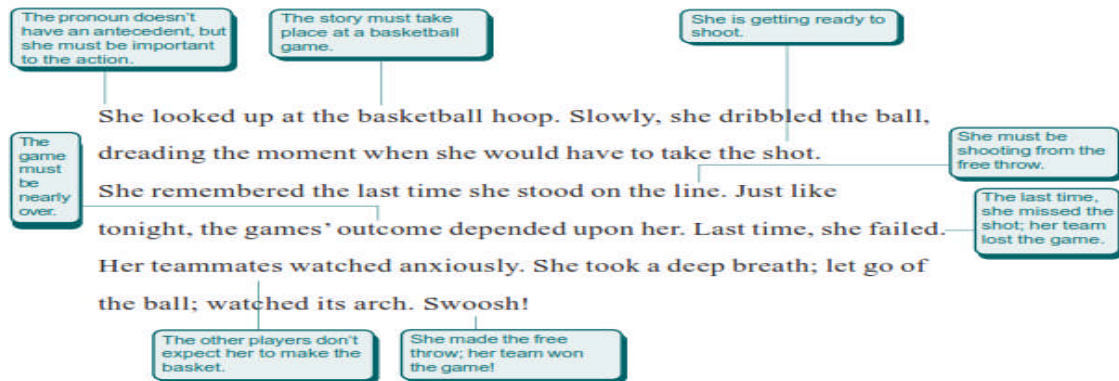 The pronoun doesn't
have an antecedent, but
she must be important
to the action.
The story must take
place at a basketball
game.
She is getting ready to
shoot.
She looked up at the basketball hoop. Slowly, she dribbled the ball,
dreading the moment when she would have to take the shot.
She remembered the last time she stood on the line. Just like
tonight, the games' outcome depended upon her. Last time, she failed.
Her teammates watched anxiously. She took a deep breath; let go of
the ball; watched its arch. Swoosh!
The
game
must
be
nearly
over.
She must be
shooting from the
free throw.
The last time,
she missed the
shot; her team
lost the game.
The other players don't
expect her to make the
basket.
She made the free
throw; her team won
the game!